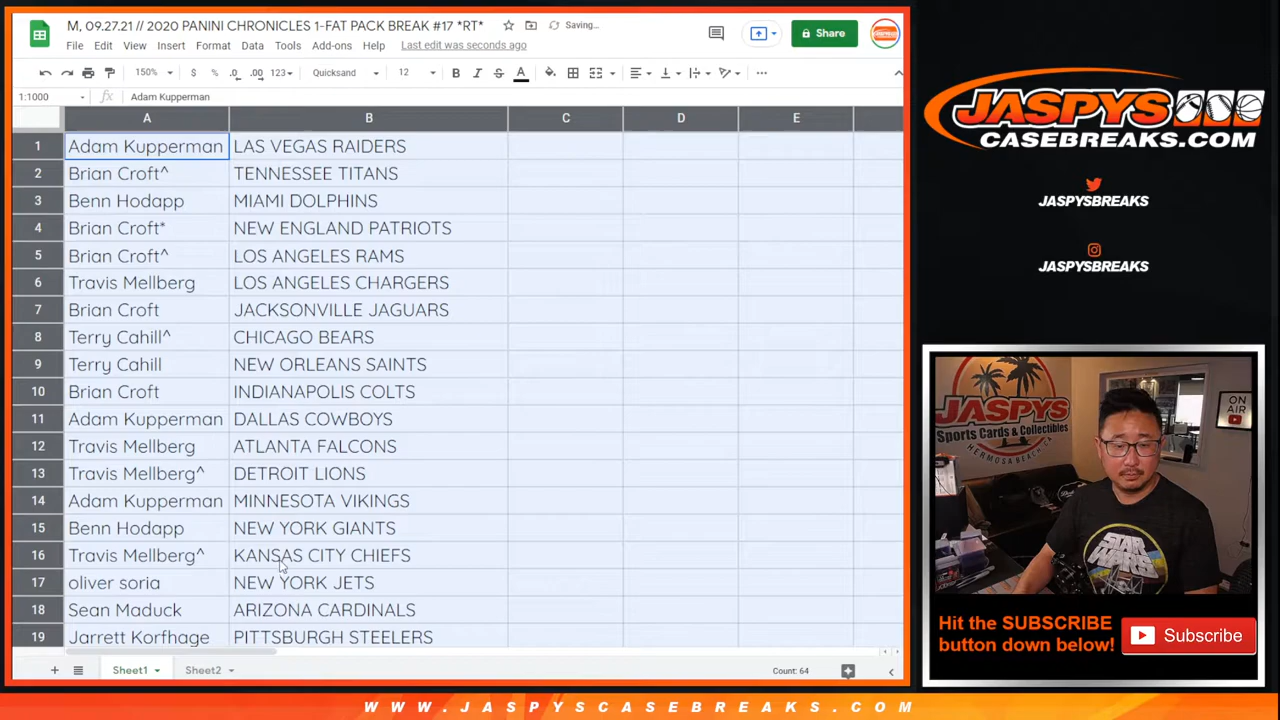 M, 09.27.21 // 2020 PANINI CHRONICLES 1-FAT PACK BREAK #17 *RT*
Saving...
File Edit View Insert Format Data Tools Add-ons Help Last edit was seconds ago
Share
150% $ % .0 .00 123 Quicksand 12 B I S A
1:1000 fx Adam Kupperman
A B C D E
1 Adam Kupperman LAS VEGAS RAIDERS
2 Brian Croft^ TENNESSEE TITANS
3 Benn Hodapp MIAMI DOLPHINS
4 Brian Croft* NEW ENGLAND PATRIOTS
5 Brian Croft^ LOS ANGELES RAMS
6 Travis Mellberg LOS ANGELES CHARGERS
7 Brian Croft JACKSONVILLE JAGUARS
8 Terry Cahill^ CHICAGO BEARS
9 Terry Cahill NEW ORLEANS SAINTS
10 Brian Croft INDIANAPOLIS COLTS
11 Adam Kupperman DALLAS COWBOYS
12 Travis Mellberg ATLANTA FALCONS
13 Travis Mellberg^ DETROIT LIONS
14 Adam Kupperman MINNESOTA VIKINGS
15 Benn Hodapp NEW YORK GIANTS
16 Travis Mellberg^ KANSAS CITY CHIEFS
17 oliver soria NEW YORK JETS
18 Sean Maduck ARIZONA CARDINALS
19 Jarrett Korfhage PITTSBURGH STEELERS
Sheet1 Sheet2 Count: 64
JASPYS
CASEBREAKS.COM
JASPYSBREAKS
JASPYSBREAKS
JASPYS
Sports Cards & Collectibles
HERMOSA BEACH, CA
ON AIR
STAR WARS
Hit the SUBSCRIBE
button down below!
Subscribe
WWW.JASPYSCASEBREAKS.COM